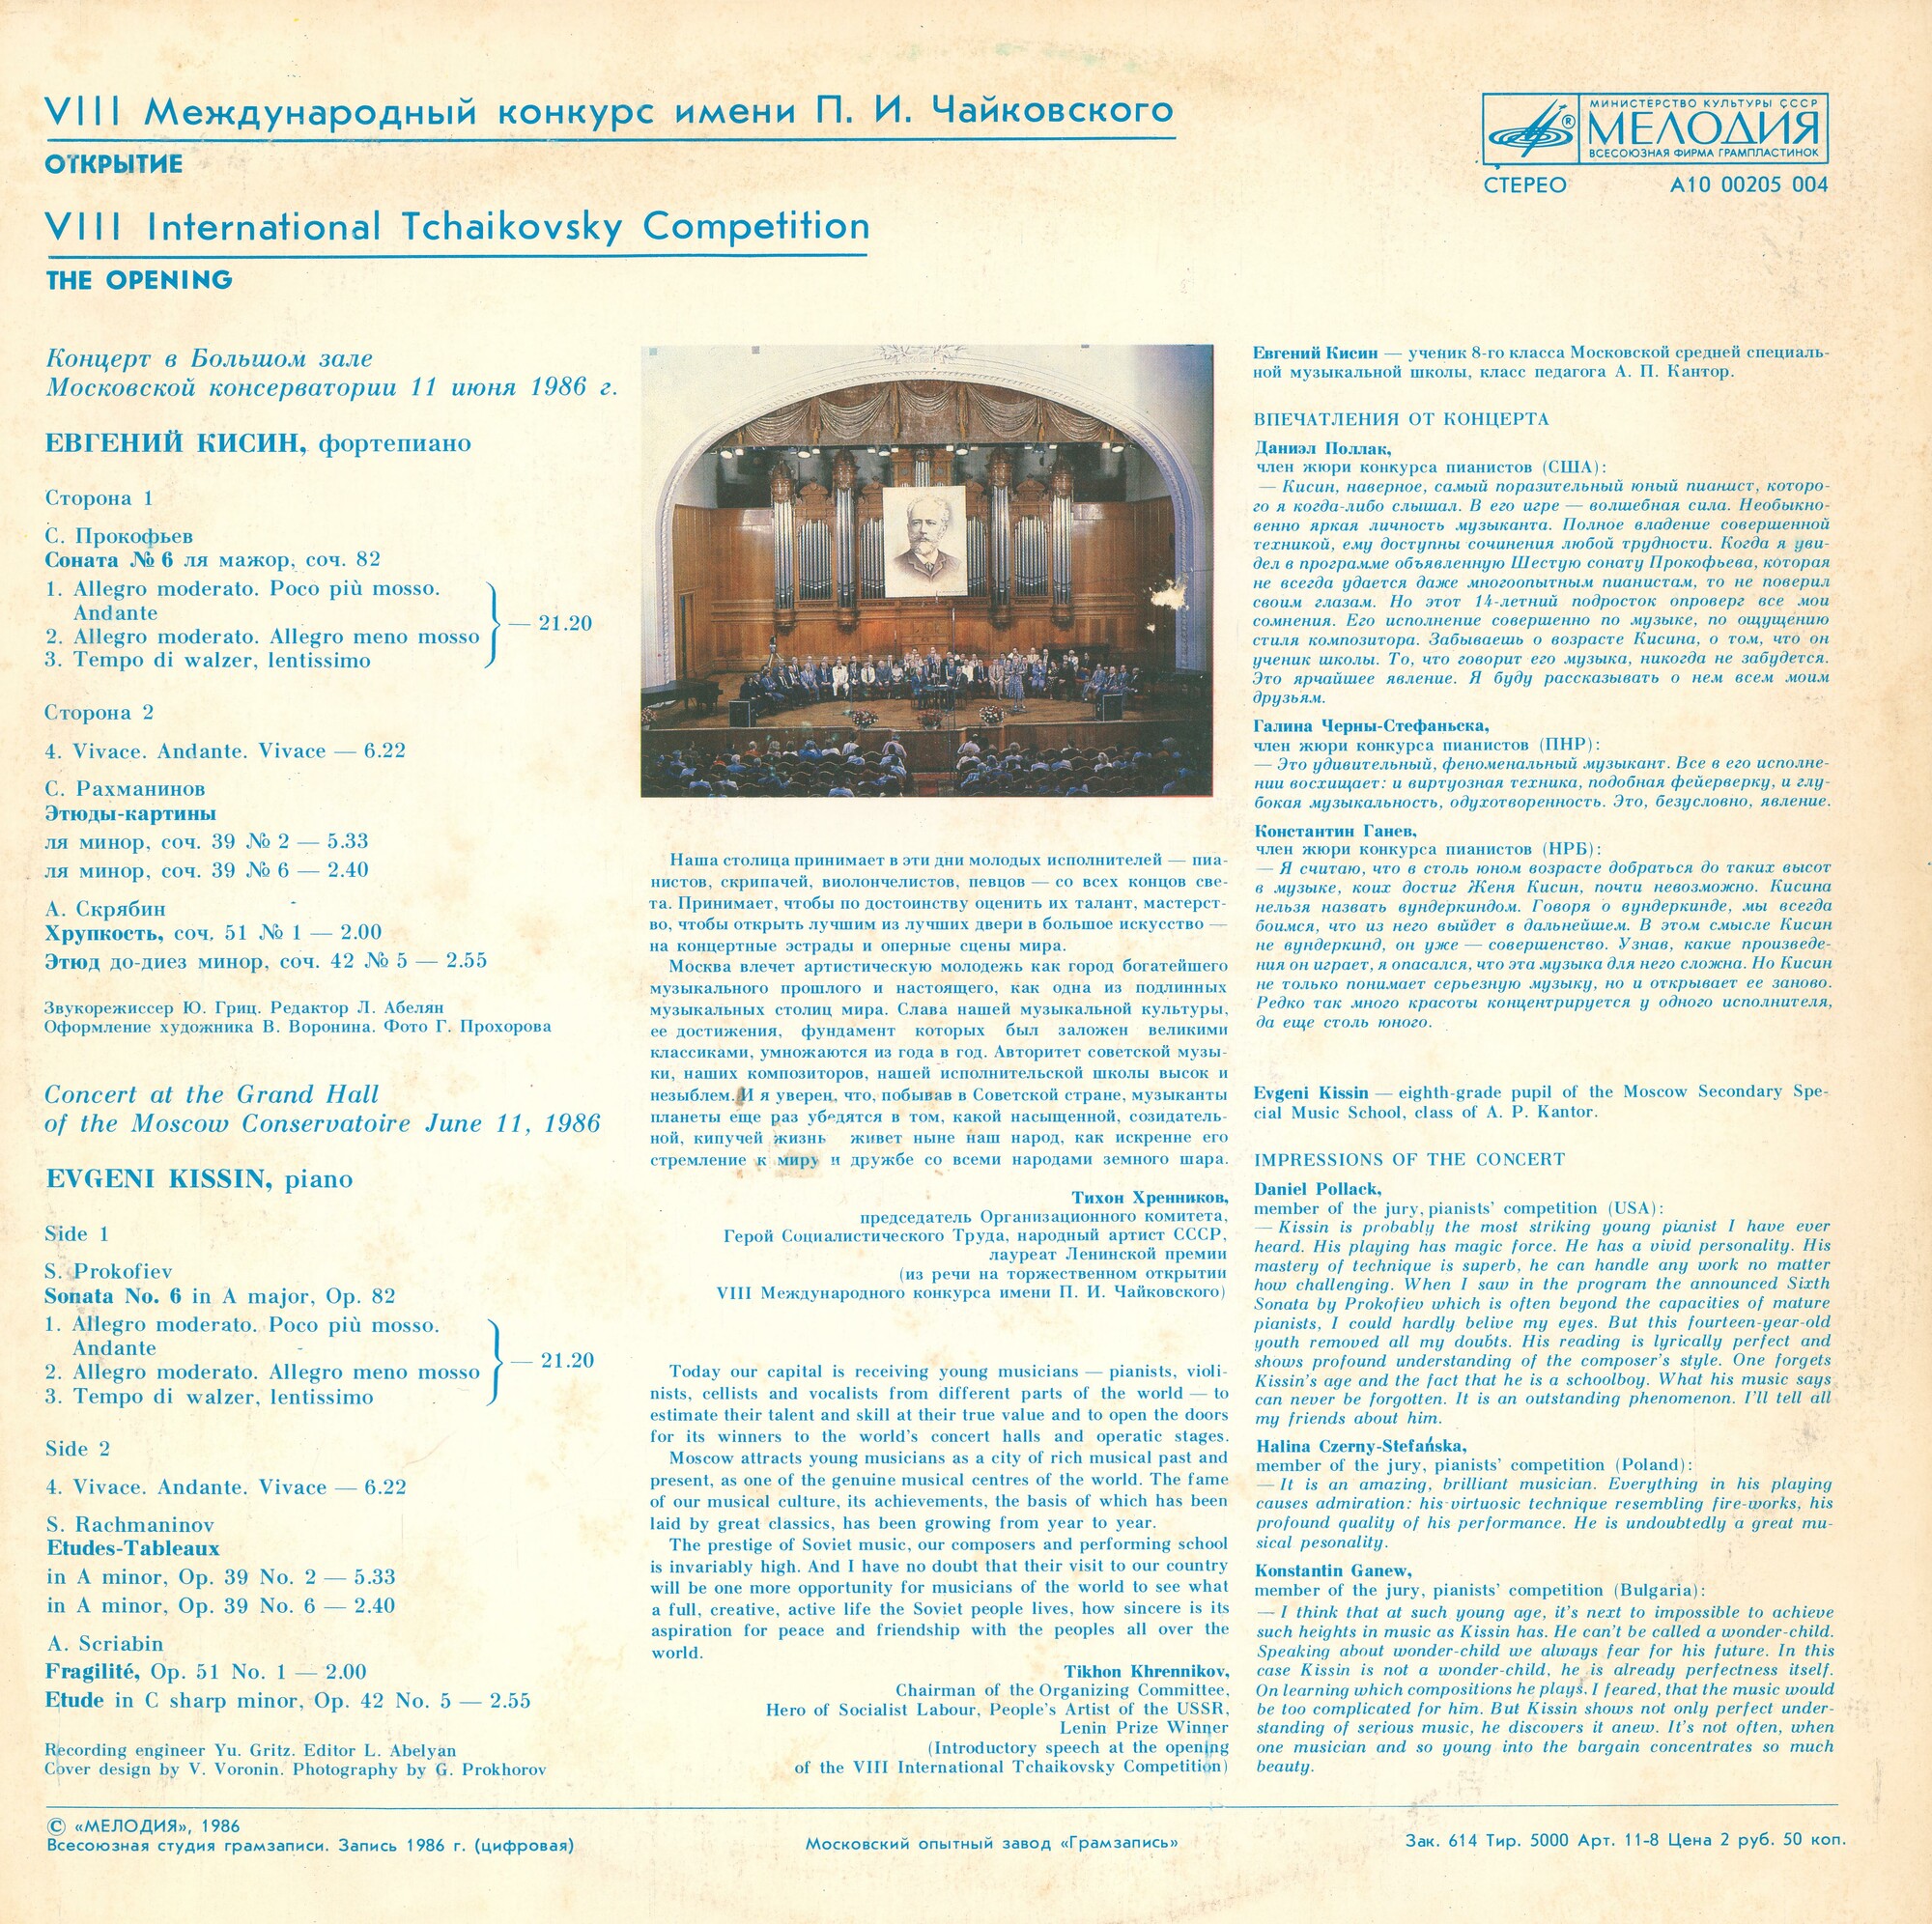 VIII Международный конкурс имени П. И. Чайковского
ОТКРЫТИЕ
VIII International Tchaikovsky Competition
THE OPENING
МИНИСТЕРСТВО КУЛЬТУРЫ СССР
МЕЛОДИЯ
ВСЕСОЮЗНАЯ ФИРМА ГРАМПЛАСТИНОК
®
СТЕРЕО А10 00205 004
Концерт в Большом зале
Московской консерватории 11 июня 1986 г.
ЕВГЕНИЙ КИСИН, фортепиано
Сторона 1
С. Прокофьев
Соната № 6 ля мажор, соч. 82
1. Allegro moderato. Poco più mosso.
Andante
2. Allegro moderato. Allegro meno mosso
— 21.20
3. Tempo di walzer, lentissimo
Сторона 2
4. Vivace. Andante. Vivace — 6.22
С. Рахманинов
Этюды-картины
ля минор, соч. 39 № 2 — 5.33
ля минор, соч. 39 № 6 — 2.40
А. Скрябин
Хрупкость, соч. 51 № 1 — 2.00
Этюд до-диез минор, соч. 42 № 5 — 2.55
Звукорежиссер Ю. Гриц. Редактор Л. Абелян
Оформление художника В. Воронина. Фото Г. Прохорова
Concert at the Grand Hall
of the Moscow Conservatoire June 11, 1986
EVGENI KISSIN, piano
Side 1
S. Prokofiev
Sonata No. 6 in A major, Op. 82
1. Allegro moderato. Poco più mosso.
Andante
2. Allegro moderato. Allegro meno mosso
— 21.20
3. Tempo di walzer, lentissimo
Side 2
4. Vivace. Andante. Vivace — 6.22
S. Rachmaninov
Etudes-Tableaux
in A minor, Op. 39 No. 2 — 5.33
in A minor, Op. 39 No. 6 — 2.40
A. Scriabin
Fragilité, Op. 51 No. 1 — 2.00
Etude in C sharp minor, Op. 42 No. 5 — 2.55
Recording engineer Yu. Gritz. Editor L. Abelyan
Cover design by V. Voronin. Photography by G. Prokhorov
Наша столица принимает в эти дни молодых исполнителей — пиа-
нистов, скрипачей, виолончелистов, певцов — со всех концов све-
та. Принимает, чтобы по достоинству оценить их талант, мастерст-
во, чтобы открыть лучшим из лучших двери в большое искусство —
на концертные эстрады и оперные сцены мира.
Москва влечет артистическую молодежь как город богатейшего
музыкального прошлого и настоящего, как одна из подлинных
музыкальных столиц мира. Слава нашей музыкальной культуры,
ее достижения, фундамент которых был заложен великими
классиками, умножаются из года в год. Авторитет советской музы-
ки, наших композиторов, нашей исполнительской школы высок и
незыблем. И я уверен, что, побывав в Советской стране, музыканты
планеты еще раз убедятся в том, какой насыщенной, созидатель-
ной, кипучей жизнь живет ныне наш народ, как искренне его
стремление к миру и дружбе со всеми народами земного шара.
Тихон Хренников,
председатель Организационного комитета,
Герой Социалистического Труда, народный артист СССР,
лауреат Ленинской премии
(из речи на торжественном открытии
VIII Международного конкурса имени П. И. Чайковского)
Today our capital is receiving young musicians — pianists, violi-
nists, cellists and vocalists from different parts of the world — to
estimate their talent and skill at their true value and to open the doors
for its winners to the world's concert halls and operatic stages.
Moscow attracts young musicians as a city of rich musical past and
present, as one of the genuine musical centres of the world. The fame
of our musical culture, its achievements, the basis of which has been
laid by great classics, has been growing from year to year.
The prestige of Soviet music, our composers and performing school
is invariably high. And I have no doubt that their visit to our country
will be one more opportunity for musicians of the world to see what
a full, creative, active life the Soviet people lives, how sincere is its
aspiration for peace and friendship with the peoples all over the
world.
Tikhon Khrennikov,
Chairman of the Organizing Committee,
Hero of Socialist Labour, People's Artist of the USSR,
Lenin Prize Winner
(Introductory speech at the opening
of the VIII International Tchaikovsky Competition)
Евгений Кисин — ученик 8-го класса Московской средней специаль-
ной музыкальной школы, класс педагога А. П. Кантор.
ВПЕЧАТЛЕНИЯ ОТ КОНЦЕРТА
Даниэл Поллак,
член жюри конкурса пианистов (США):
— Кисин, наверное, самый поразительный юный пианист, которо-
го я когда-либо слышал. В его игре — волшебная сила. Необыкно-
венно яркая личность музыканта. Полное владение совершенной
техникой, ему доступны сочинения любой трудности. Когда я уви-
дел в программе объявленную Шестую сонату Прокофьева, которая
не всегда удается даже многоопытным пианистам, то не поверил
своим глазам. Но этот 14-летний подросток опроверг все мои
сомнения. Его исполнение совершенно по музыке, по ощущению
стиля композитора. Забываешь о возрасте Кисина, о том, что он
ученик школы. То, что говорит его музыка, никогда не забудется.
Это ярчайшее явление. Я буду рассказывать о нем всем моим
друзьям.
Галина Черны-Стефаньска,
член жюри конкурса пианистов (ПНР):
— Это удивительный, феноменальный музыкант. Все в его исполне-
нии восхищает: и виртуозная техника, подобная фейерверку, и глу-
бокая музыкальность, одухотворенность. Это, безусловно, явление.
Константин Ганев,
член жюри конкурса пианистов (НРБ):
— Я считаю, что в столь юном возрасте добраться до таких высот
в музыке, коих достиг Женя Кисин, почти невозможно. Кисина
нельзя назвать вундеркиндом. Говоря о вундеркинде, мы всегда
боимся, что из него выйдет в дальнейшем. В этом смысле Кисин
не вундеркинд, он уже — совершенство. Узнав, какие произведе-
ния он играет, я опасался, что эта музыка для него сложна. Но Кисин
не только понимает серьезную музыку, но и открывает ее заново.
Редко так много красоты концентрируется у одного исполнителя,
да еще столь юного.
Evgeni Kissin — eighth-grade pupil of the Moscow Secondary Spe-
cial Music School, class of A. P. Kantor.
IMPRESSIONS OF THE CONCERT
Daniel Pollack,
member of the jury, pianists' competition (USA):
— Kissin is probably the most striking young pianist I have ever
heard. His playing has magic force. He has a vivid personality. His
mastery of technique is superb, he can handle any work no matter
how challenging. When I saw in the program the announced Sixth
Sonata by Prokofiev which is often beyond the capacities of mature
pianists, I could hardly belive my eyes. But this fourteen-year-old
youth removed all my doubts. His reading is lyrically perfect and
shows profound understanding of the composer's style. One forgets
Kissin's age and the fact that he is a schoolboy. What his music says
can never be forgotten. It is an outstanding phenomenon. I'll tell all
my friends about him.
Halina Czerny-Stefańska,
member of the jury, pianists' competition (Poland):
— It is an amazing, brilliant musician. Everything in his playing
causes admiration: his virtuosic technique resembling fire-works, his
profound quality of his performance. He is undoubtedly a great mu-
sical pesonality.
Konstantin Ganew,
member of the jury, pianists' competition (Bulgaria):
— I think that at such young age, it's next to impossible to achieve
such heights in music as Kissin has. He can't be called a wonder-child.
Speaking about wonder-child we always fear for his future. In this
case Kissin is not a wonder-child, he is already perfectness itself.
On learning which compositions he plays, I feared, that the music would
be too complicated for him. But Kissin shows not only perfect under-
standing of serious music, he discovers it anew. It's not often, when
one musician and so young into the bargain concentrates so much
beauty.
© «МЕЛОДИЯ», 1986
Всесоюзная студия грамзаписи. Запись 1986 г. (цифровая)
Московский опытный завод «Грамзапись»
Зак. 614 Тир. 5000 Арт. 11-8 Цена 2 руб. 50 коп.